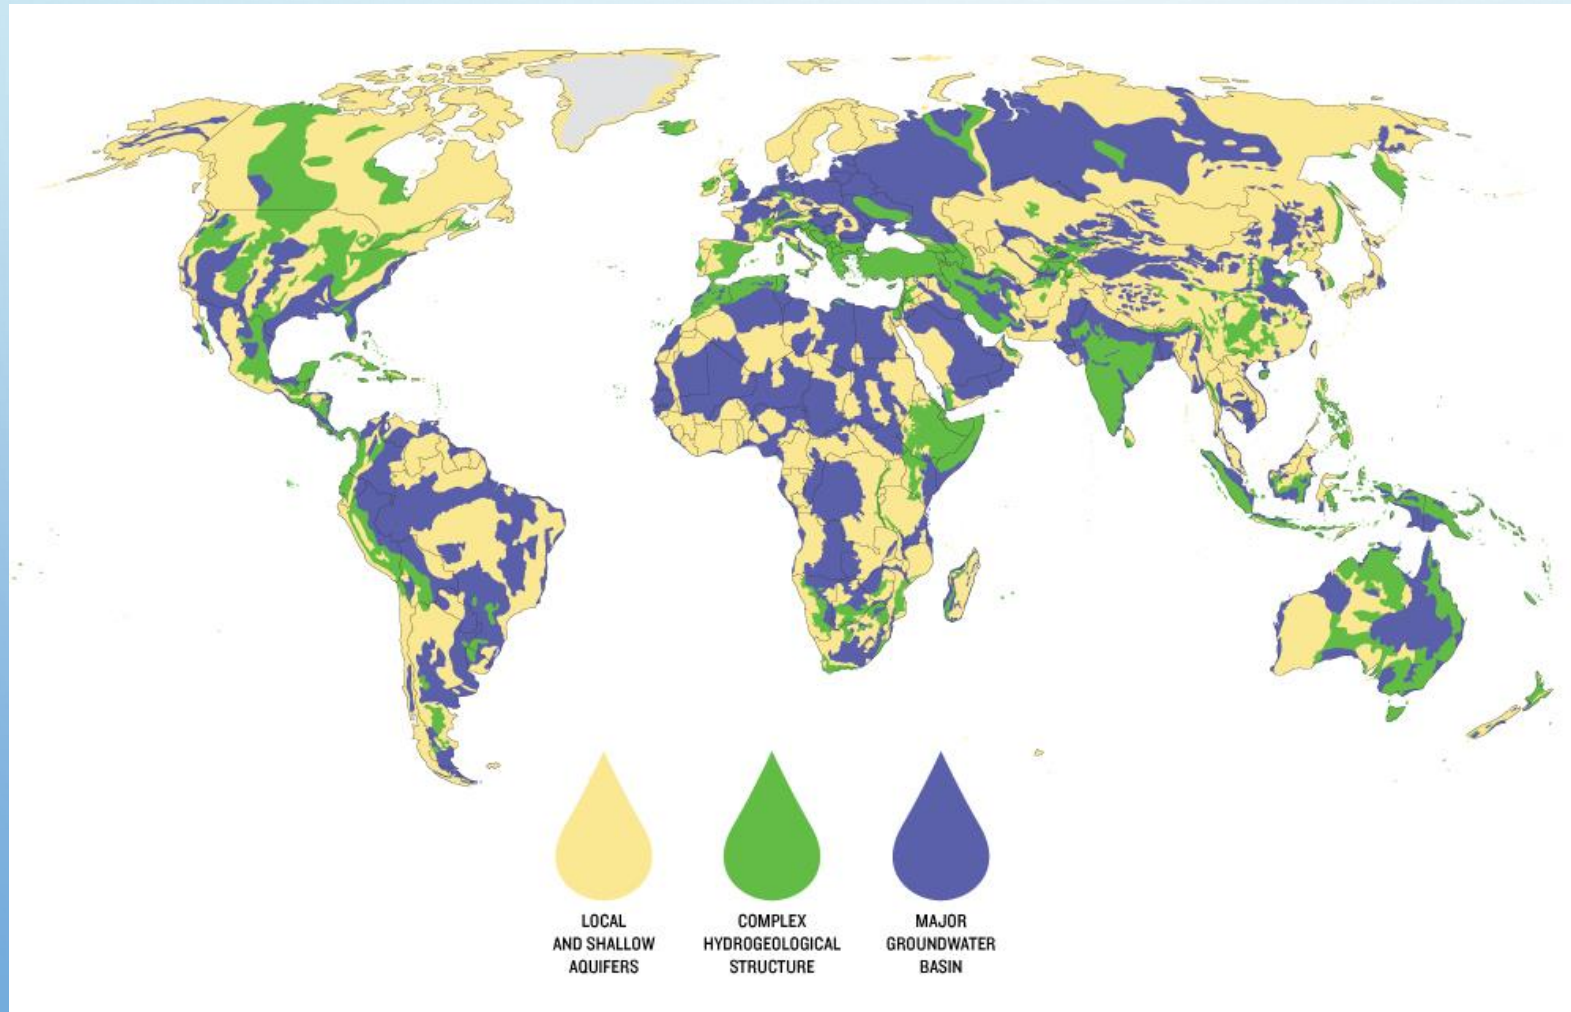 LOCAL
AND SHALLOW
AQUIFERS
COMPLEX
HYDROGEOLOGICAL
STRUCTURE
MAJOR
GROUNDWATER
BASIN